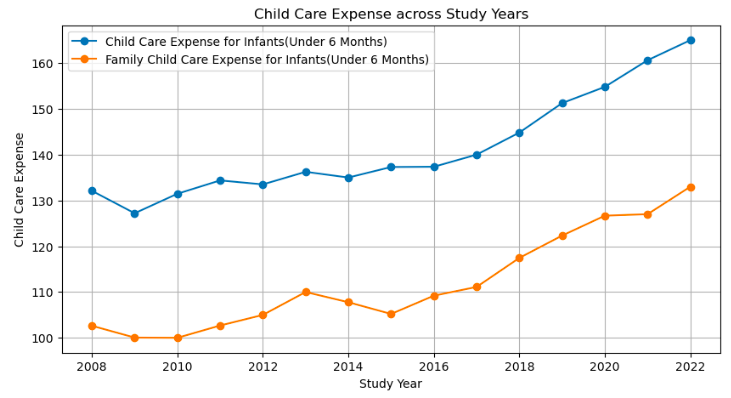 Child Care Expense across Study Years
Child Care Expense for Infants(Under 6 Months)
Family Child Care Expense for Infants(Under 6 Months)
160
150
140
130
120
110
100
Child Care Expense
2008 2010 2012 2014 2016 2018 2020 2022
Study Year